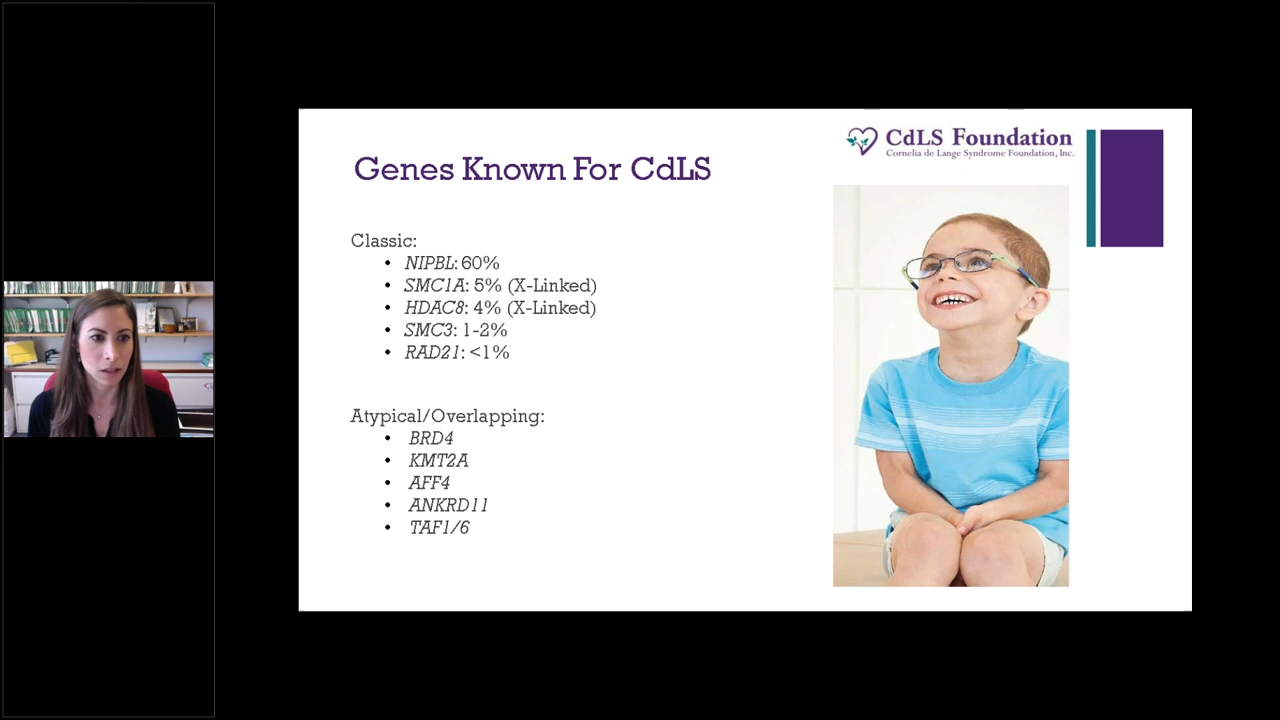 CdLS Foundation
Cornelia de Lange Syndrome Foundation, Inc.
Genes Known For CdLS
Classic:
• NIPBL: 60%
• SMC1A: 5% (X-Linked)
• HDAC8: 4% (X-Linked)
• SMC3: 1-2%
• RAD21: <1%
Atypical/Overlapping:
• BRD4
• KMT2A
• AFF4
• ANKRD11
• TAF1/6